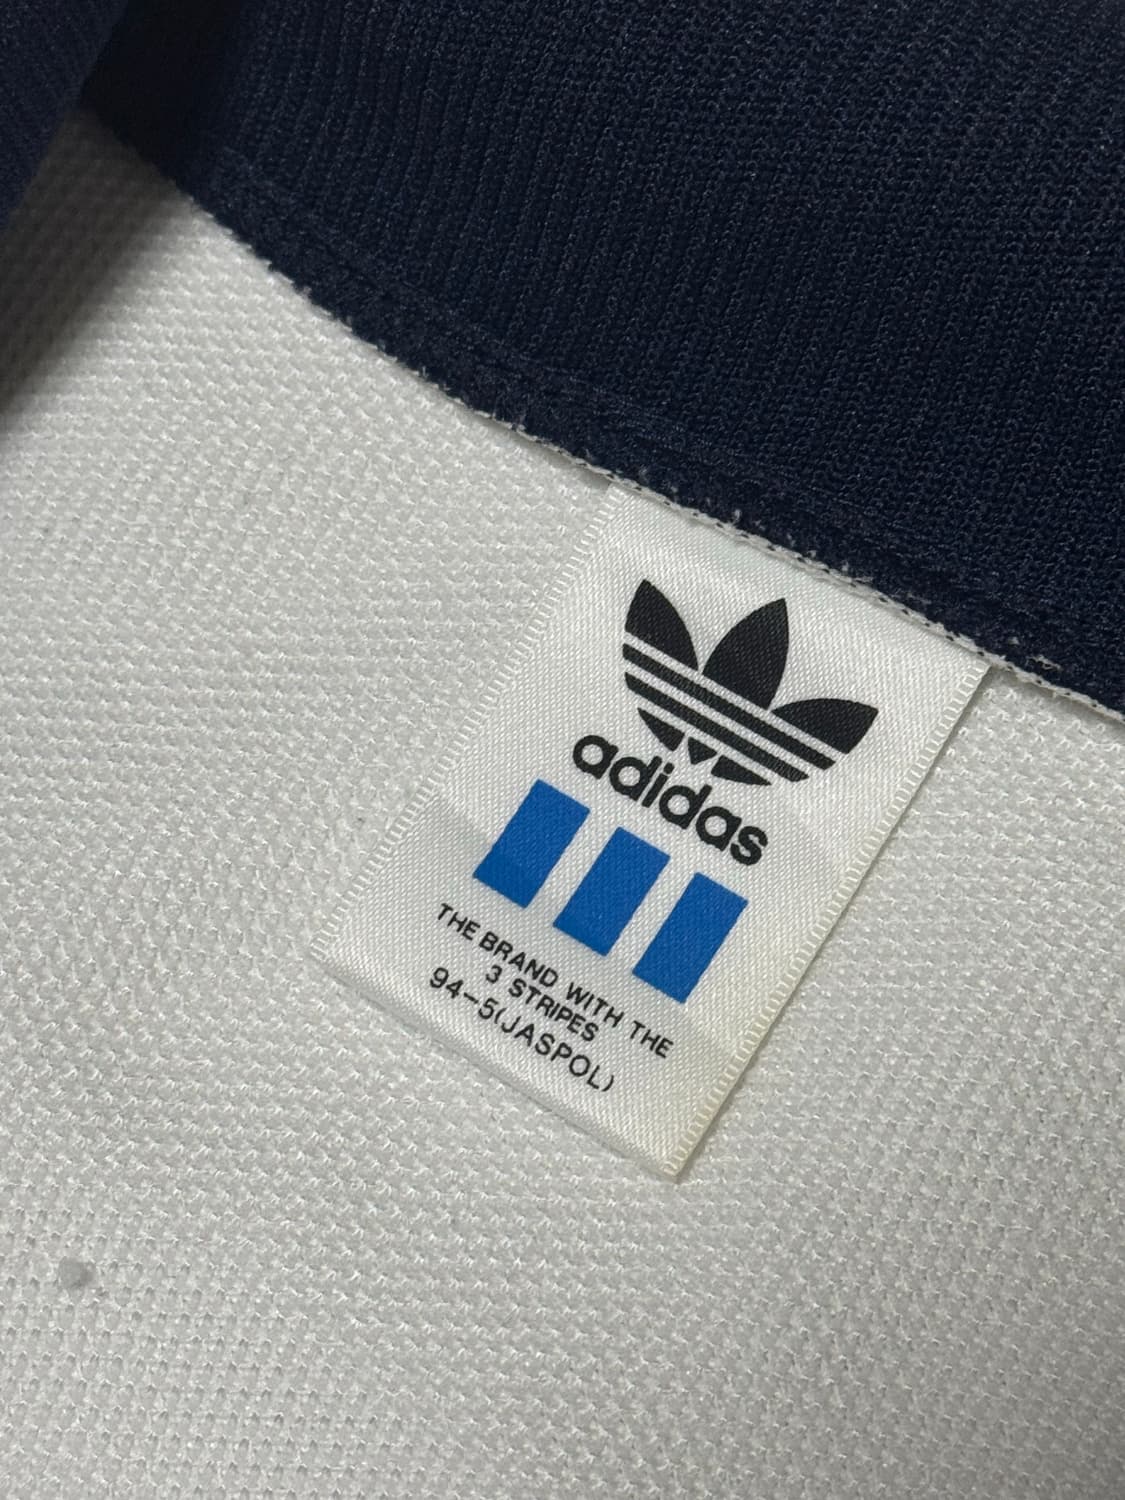 adidas
THE BRAND WITH THE
3 STRIPES
94-5(JASPOL)